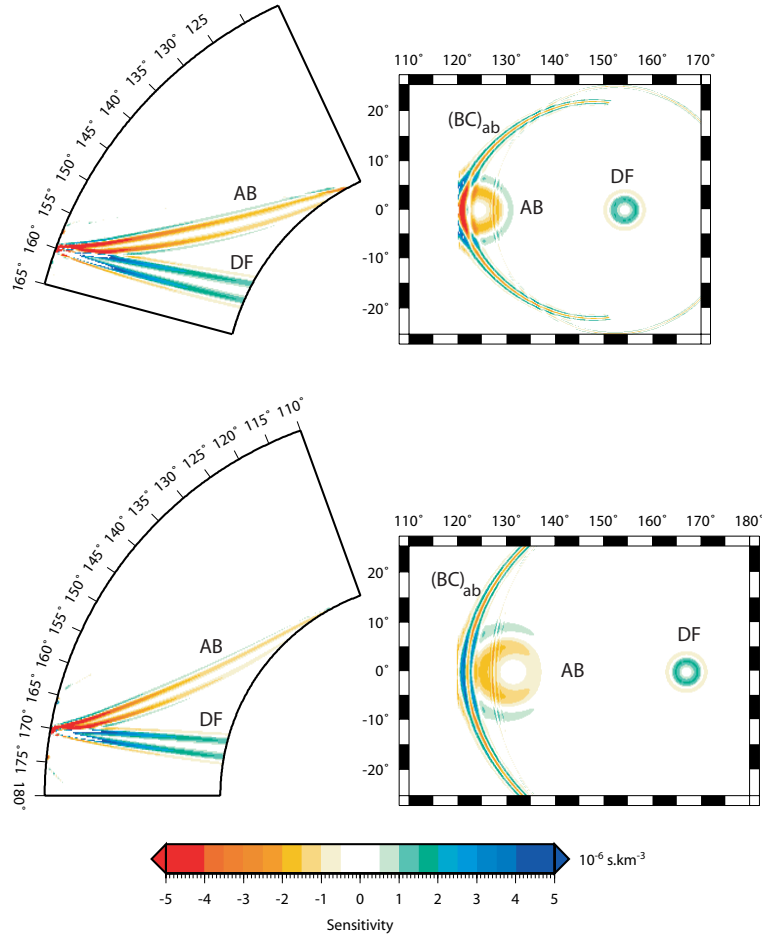 125
130˚
135˚
140˚
145˚
150˚
155˚
160˚
165˚
AB
DF
110˚ 120˚ 130˚ 140˚ 150˚ 160˚ 170˚
20˚
10˚
0˚
-10˚
-20˚
(BC)ab
AB
DF
110˚
115˚
120˚
125˚
130˚
135˚
140˚
145˚
150˚
155˚
160˚
165˚
170˚
175˚
180˚
AB
DF
110˚ 120˚ 130˚ 140˚ 150˚ 160˚ 170˚ 180˚
20˚
10˚
0˚
-10˚
-20˚
(BC)ab
AB
DF
10-6 s.km-3
-5 -4 -3 -2 -1 0 1 2 3 4 5
Sensitivity